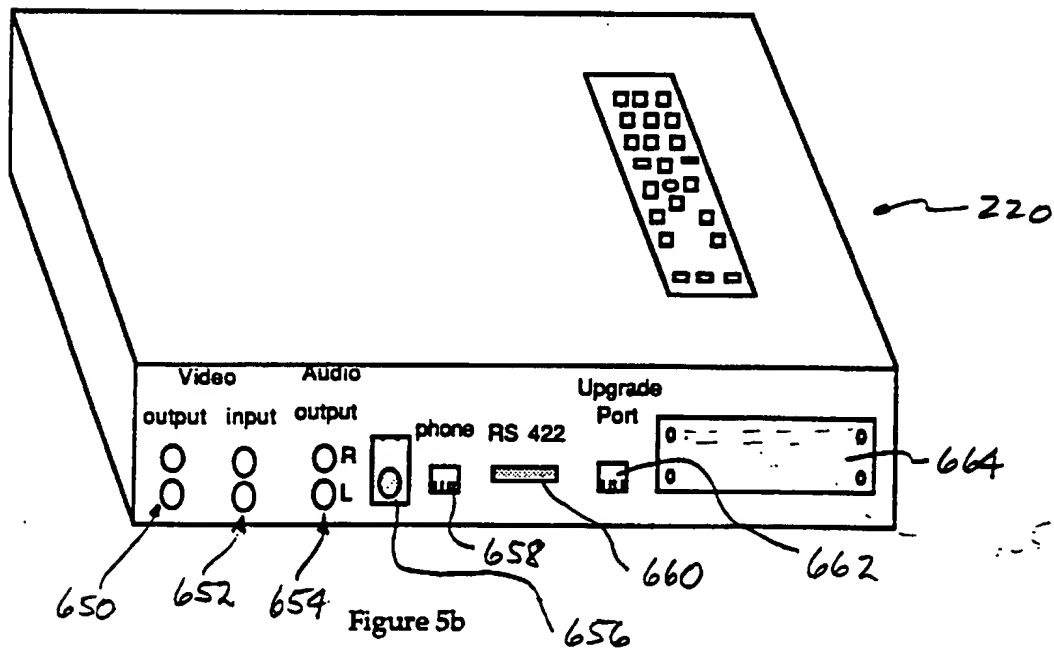 220
Video Audio
Upgrade
output input output Port
phone RS 422
R
L
664
658
660
662
650
652
654
Figure 5b
656